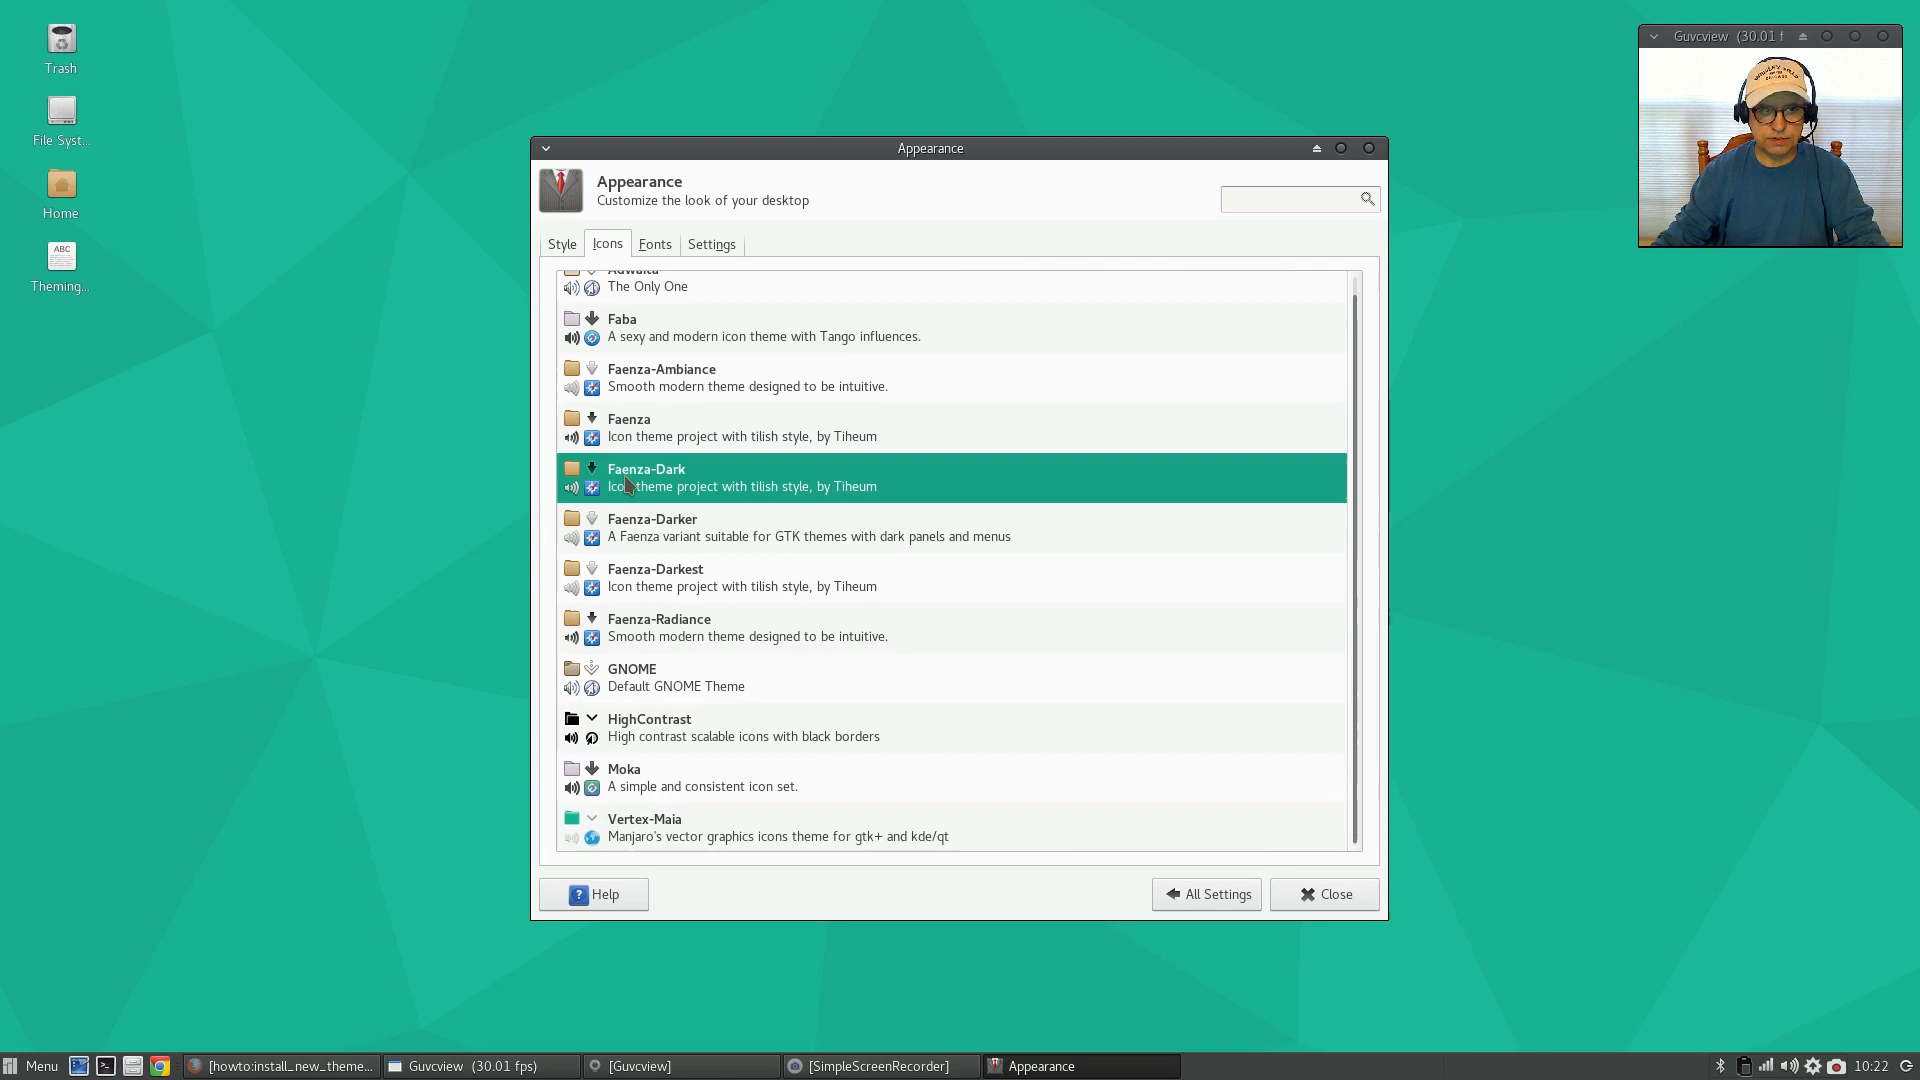 Trash
File Syst...
Home
ABC
Theming...
Guvcview (30.01 f
Appearance
Appearance
Customize the look of your desktop
Style
Icons
Fonts
Settings
Adwaita
The Only One
Faba
A sexy and modern icon theme with Tango influences.
Faenza-Ambiance
Smooth modern theme designed to be intuitive.
Faenza
Icon theme project with tilish style, by Tiheum
Faenza-Dark
Icon theme project with tilish style, by Tiheum
Faenza-Darker
A Faenza variant suitable for GTK themes with dark panels and menus
Faenza-Darkest
Icon theme project with tilish style, by Tiheum
Faenza-Radiance
Smooth modern theme designed to be intuitive.
GNOME
Default GNOME Theme
HighContrast
High contrast scalable icons with black borders
Moka
A simple and consistent icon set.
Vertex-Maia
Manjaro's vector graphics icons theme for gtk+ and kde/qt
? Help
All Settings
Close
Menu
[howto:install_new_theme...
Guvcview (30.01 fps)
[Guvcview]
[SimpleScreenRecorder]
Appearance
10:22